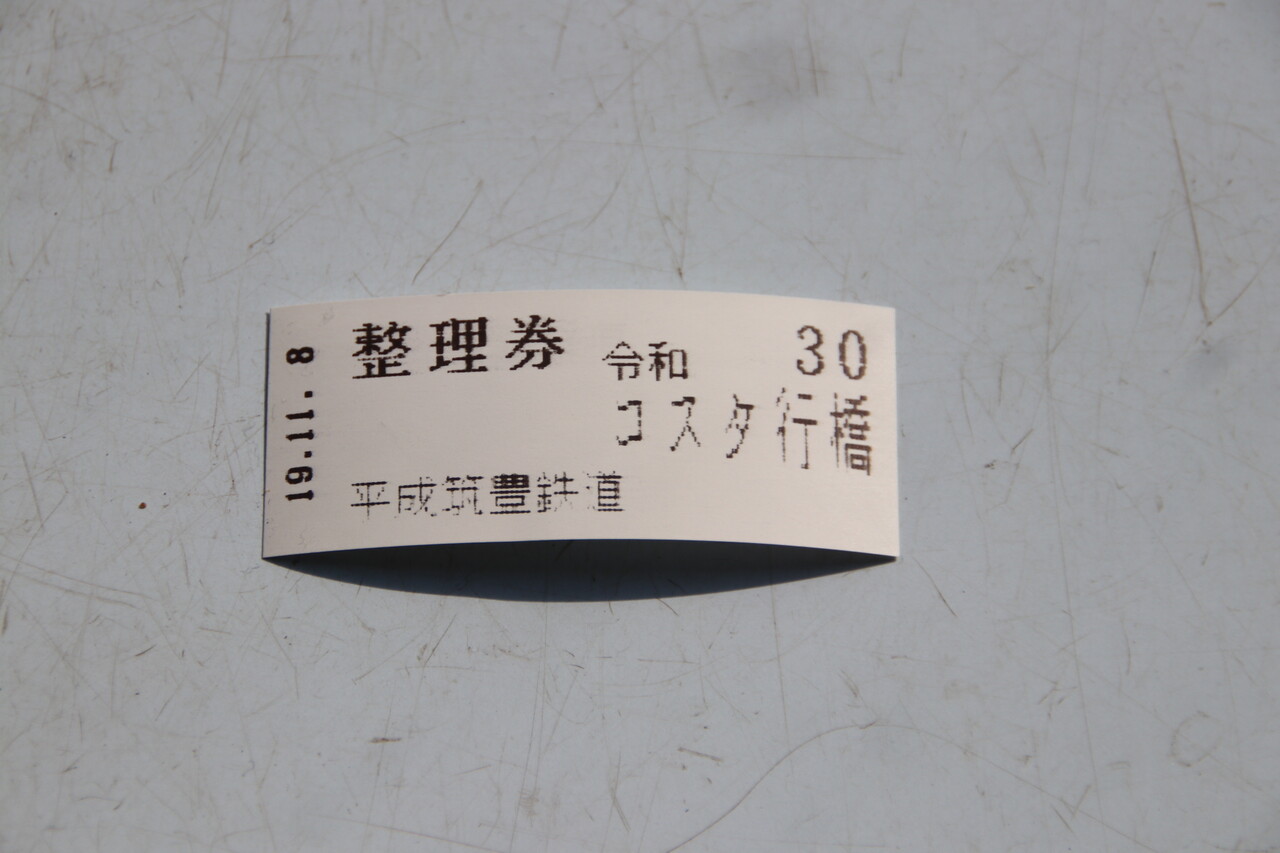 19.11. 8
整理券 令和 30
コスタ行橋
平成筑豊鉄道